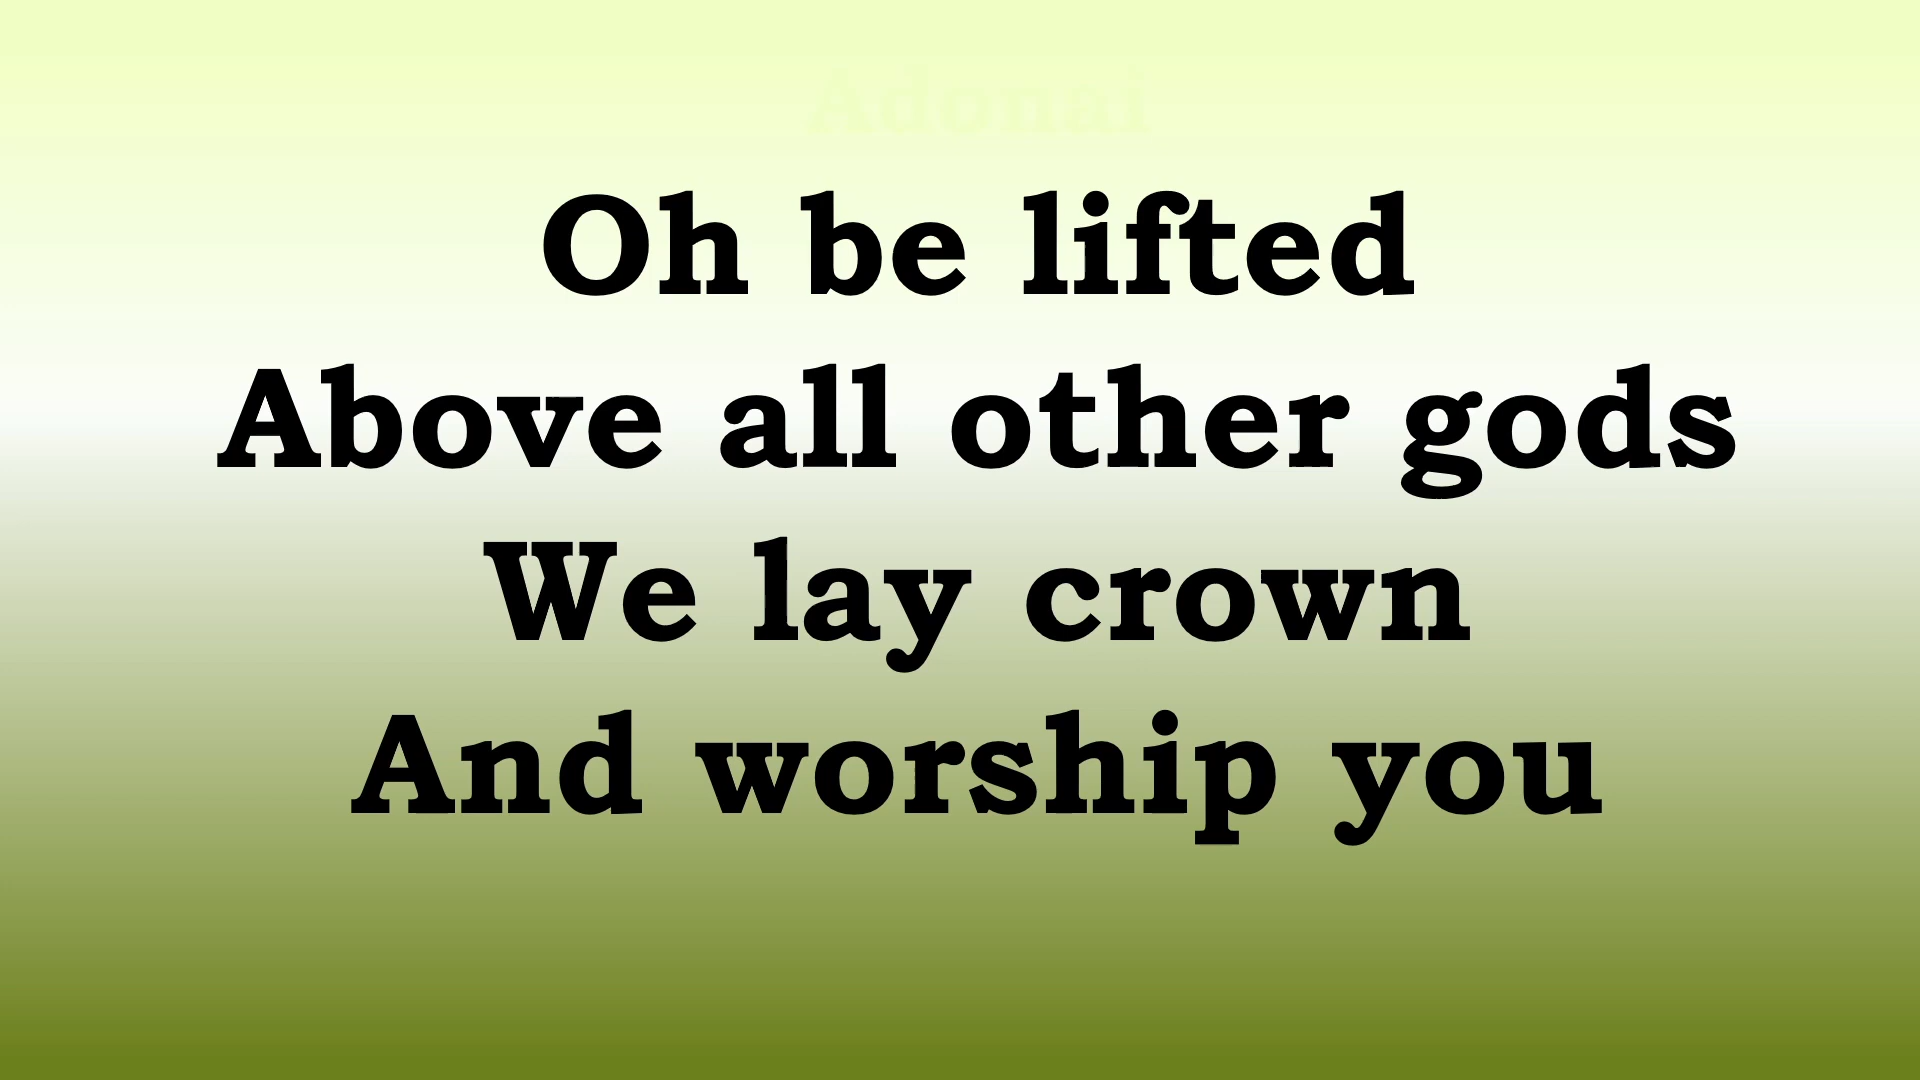 Adonai
Oh be lifted
Above all other gods
We lay crown
And worship you